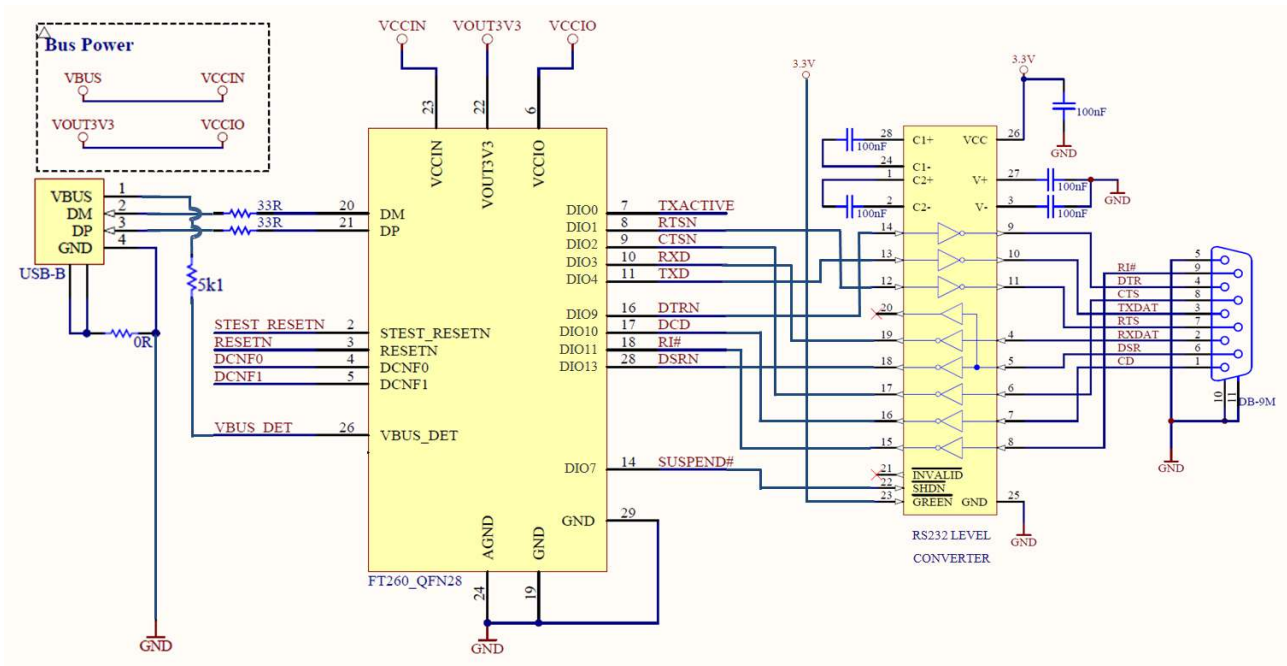 Bus Power
VBUS VCCIN
VOUT3V3 VCCIO
VCCIN VOUT3V3 VCCIO
23 22 6
VCCIN VOUT3V3 VCCIO
VBUS 1
DM 2 33R 20 DM
DP 3 33R 21 DP
GND 4
USB-B
5k1
0R
STEST_RESETN 2 STEST_RESETN
RESETN 3 RESETN
DCNF0 4 DCNF0
DCNF1 5 DCNF1
VBUS_DET 26 VBUS_DET
GND
DIO0 7 TXACTIVE
DIO1 8 RTSN
DIO2 9 CTSN
DIO3 10 RXD
DIO4 11 TXD
DIO9 16 DTRN
DIO10 17 DCD
DIO11 18 RI#
DIO13 28 DSRN
DIO7 14 SUSPEND#
GND 29
AGND GND
24 19
FT260_QFN28
GND
3.3V 3.3V
100nF
GND
100nF 28 C1+ VCC 26
24 C1-
1 C2+ V+ 27 100nF
100nF 2 C2- V- 3 100nF
GND
14 9
13 10
12 11
20
19 4
18 5
17 6
16 7
15 8
21 INVALID
22 SHDN
23 GREEN GND 25
GND
RS232 LEVEL
CONVERTER
5
RI# 9
DTR 4
CTS 8
TXDAT 3
RTS 7
RXDAT 2
DSR 6
CD 1
10 11 DB-9M
GND